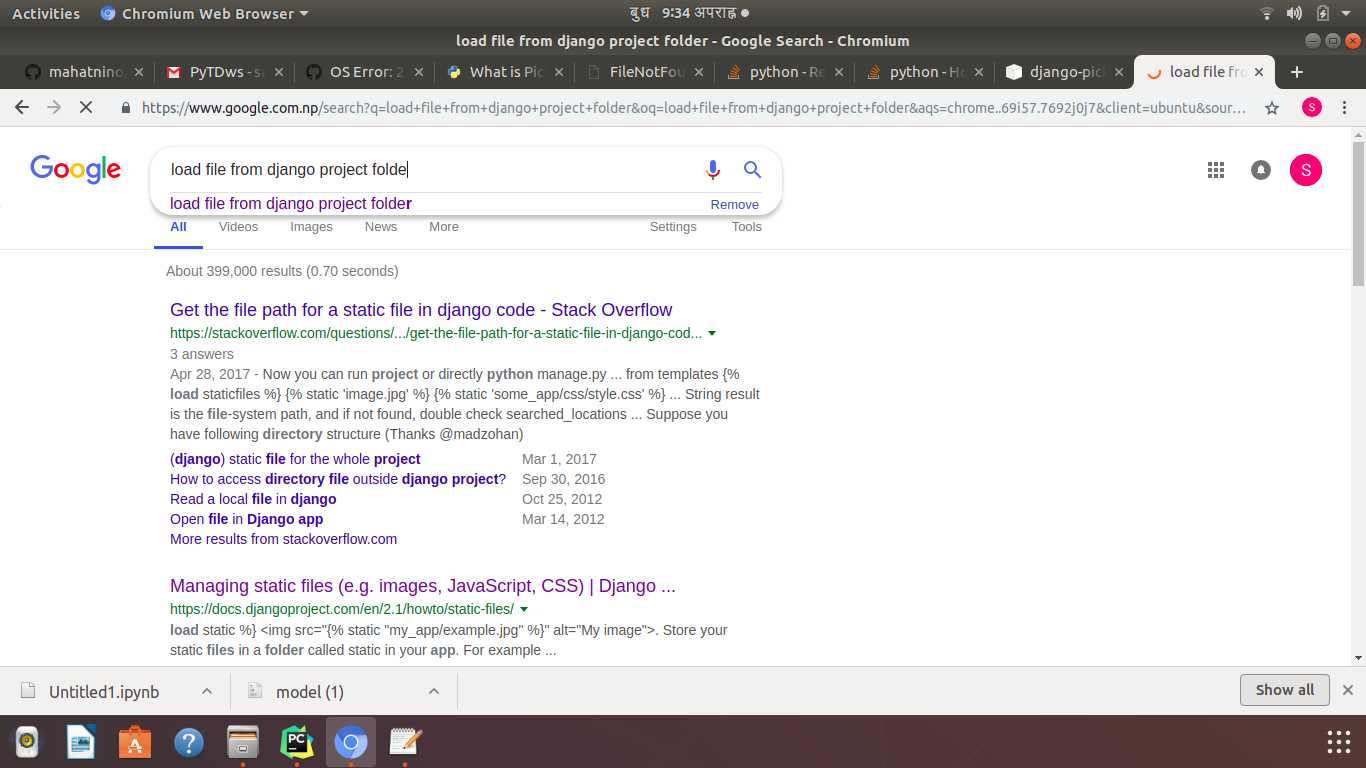 Activities Chromium Web Browser बुध 9:34 अपराह्न
load file from django project folder - Google Search - Chromium
mahatnino PyTDws - sa OS Error: 2 What is Pic FileNotFou python - Re python - Ho django-pic load file fro
https://www.google.com.np/search?q=load+file+from+django+project+folder&oq=load+file+from+django+project+folder&aqs=chrome..69i57.7692j0j7&client=ubuntu&sour... S
Google load file from django project folde S
load file from django project folder Remove
All Videos Images News More Settings Tools
About 399,000 results (0.70 seconds)
Get the file path for a static file in django code - Stack Overflow
https://stackoverflow.com/questions/.../get-the-file-path-for-a-static-file-in-django-cod...
3 answers
Apr 28, 2017 - Now you can run project or directly python manage.py ... from templates {%
load staticfiles %} {% static 'image.jpg' %} {% static 'some_app/css/style.css' %} ... String result
is the file-system path, and if not found, double check searched_locations ... Suppose you
have following directory structure (Thanks @madzohan)
(django) static file for the whole project Mar 1, 2017
How to access directory file outside django project? Sep 30, 2016
Read a local file in django Oct 25, 2012
Open file in Django app Mar 14, 2012
More results from stackoverflow.com
Managing static files (e.g. images, JavaScript, CSS) | Django ...
https://docs.djangoproject.com/en/2.1/howto/static-files/
load static %} <img src="{% static "my_app/example.jpg" %}" alt="My image">. Store your
static files in a folder called static in your app. For example ...
Untitled1.ipynb model (1) Show all
PC